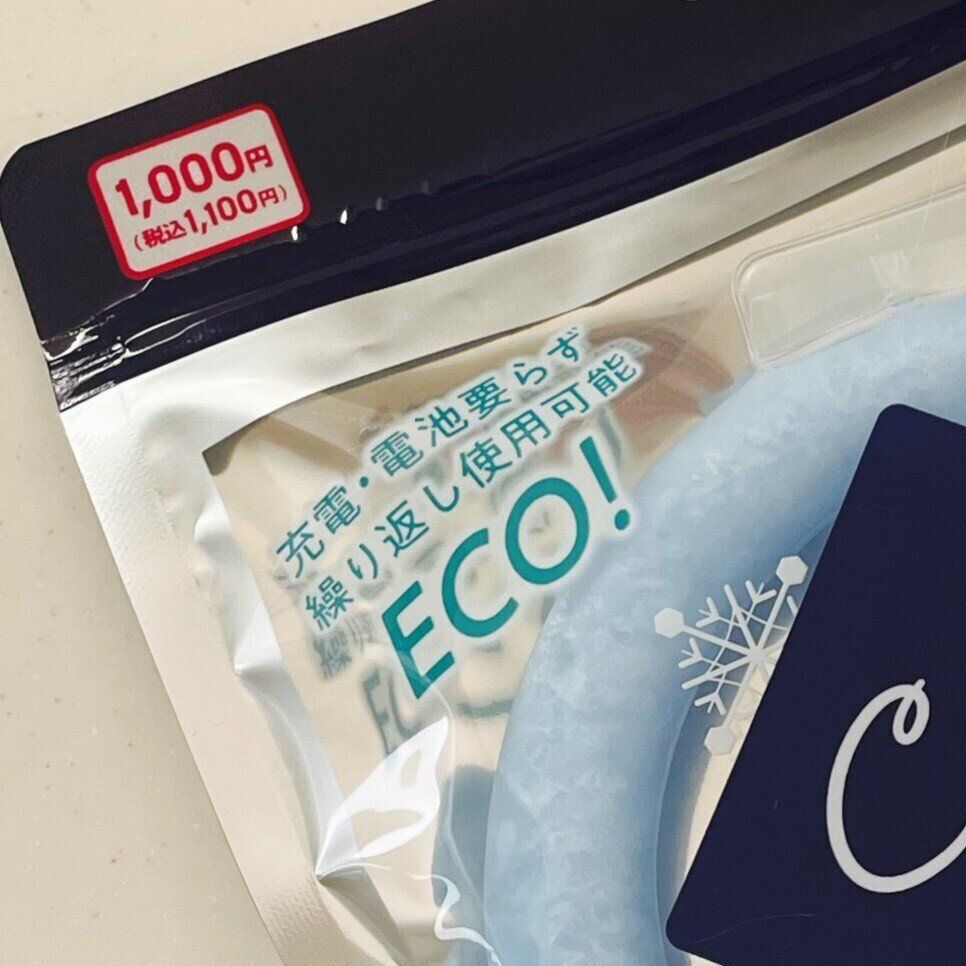 1,000円
(税込1,100円)
充電・電池要らず
繰り返し使用可能
ECO!
C